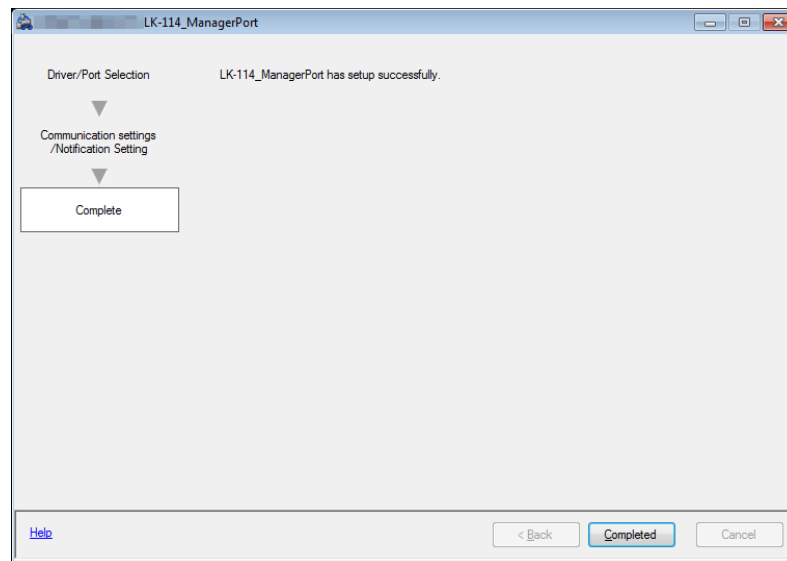 LK-114_ManagerPort
Driver/Port Selection
LK-114_ManagerPort has setup successfully.
Communication settings
/Notification Setting
Complete
Help
< Back
Completed
Cancel